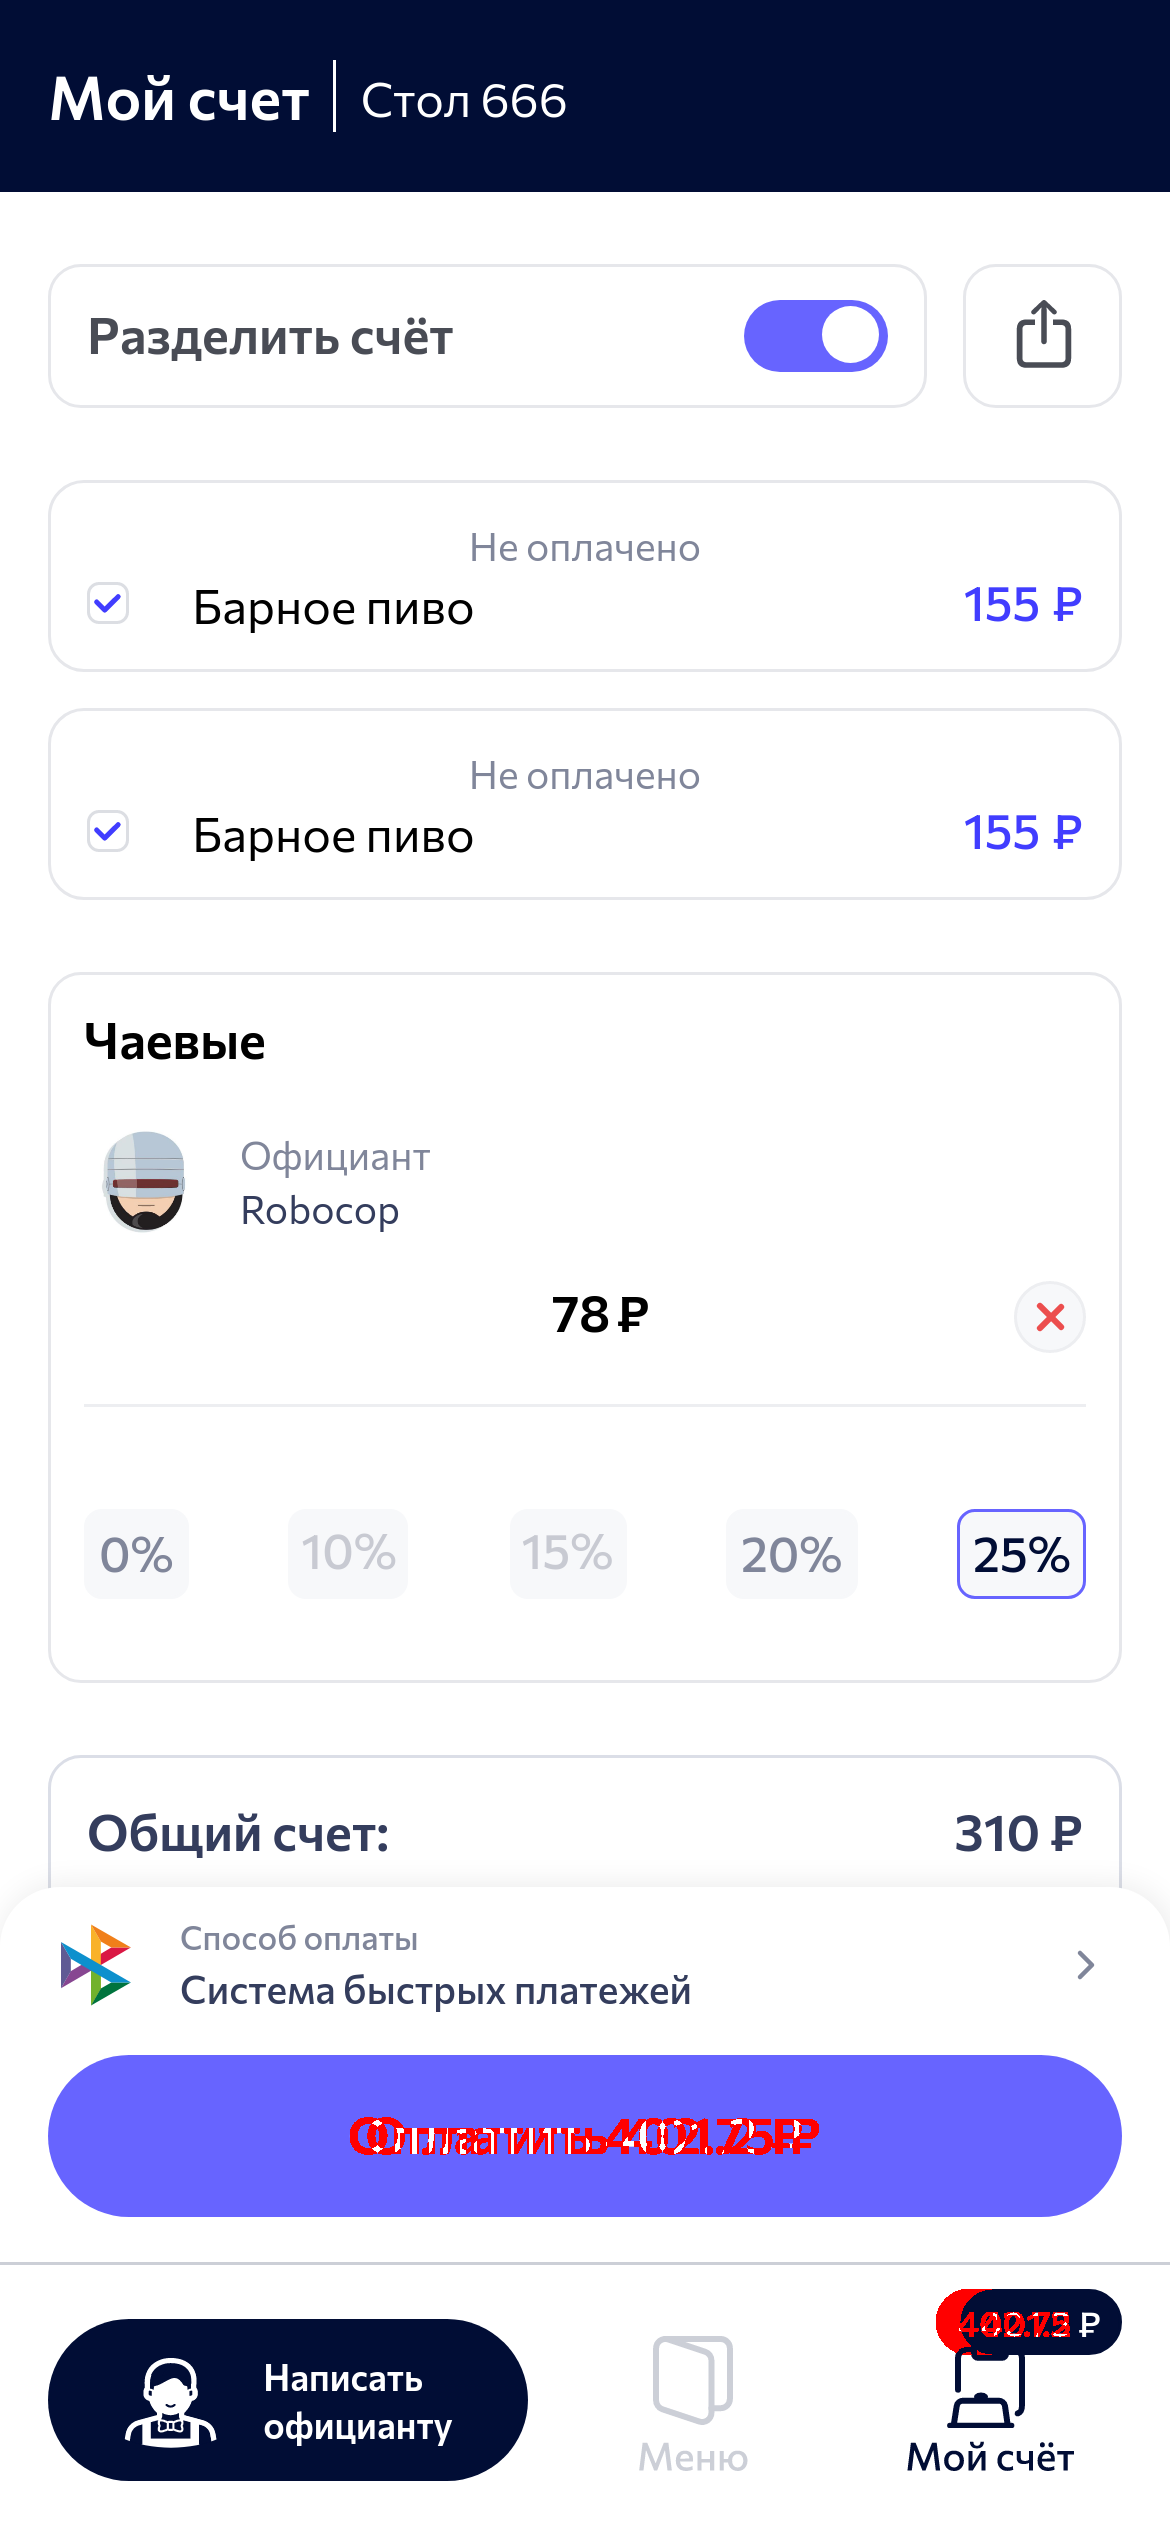 Мой счет
Стол 666
Разделить счёт
Не оплачено
Барное пиво
155 ₽
Не оплачено
Барное пиво
155 ₽
Чаевые
Официант
Robocop
78 ₽
0%
10%
15%
20%
25%
Общий счет:
310 ₽
Способ оплаты
Система быстрых платежей
Оплатить
₽
Написать
официанту
Меню
Мой счёт